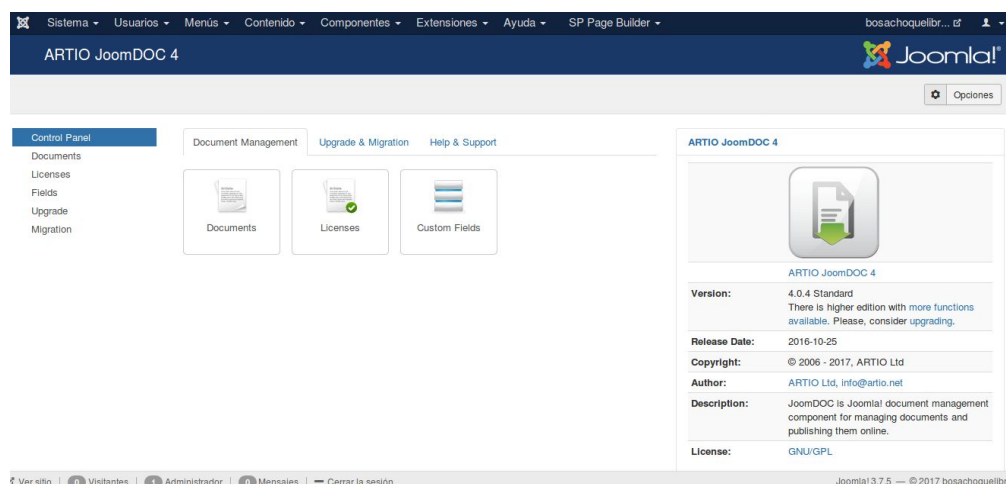 Sistema Usuarios Menús Contenido Componentes Extensiones Ayuda SP Page Builder bosachoquelibr...
ARTIO JoomDOC 4 Joomla!®
Opciones
Control Panel
Documents
Licenses
Fields
Upgrade
Migration
Document Management Upgrade & Migration Help & Support
Documents Licenses Custom Fields
ARTIO JoomDOC 4
ARTIO JoomDOC 4
Version: 4.0.4 Standard
There is higher edition with more functions
available. Please, consider upgrading.
Release Date: 2016-10-25
Copyright: © 2006 - 2017, ARTIO Ltd
Author: ARTIO Ltd, info@artio.net
Description: JoomDOC is Joomla! document management
component for managing documents and
publishing them online.
License: GNU/GPL
Ver sitio 0 Visitantes 1 Administrador 0 Mensajes Cerrar la sesión Joomla! 3.7.5 — © 2017 bosachoquelibr